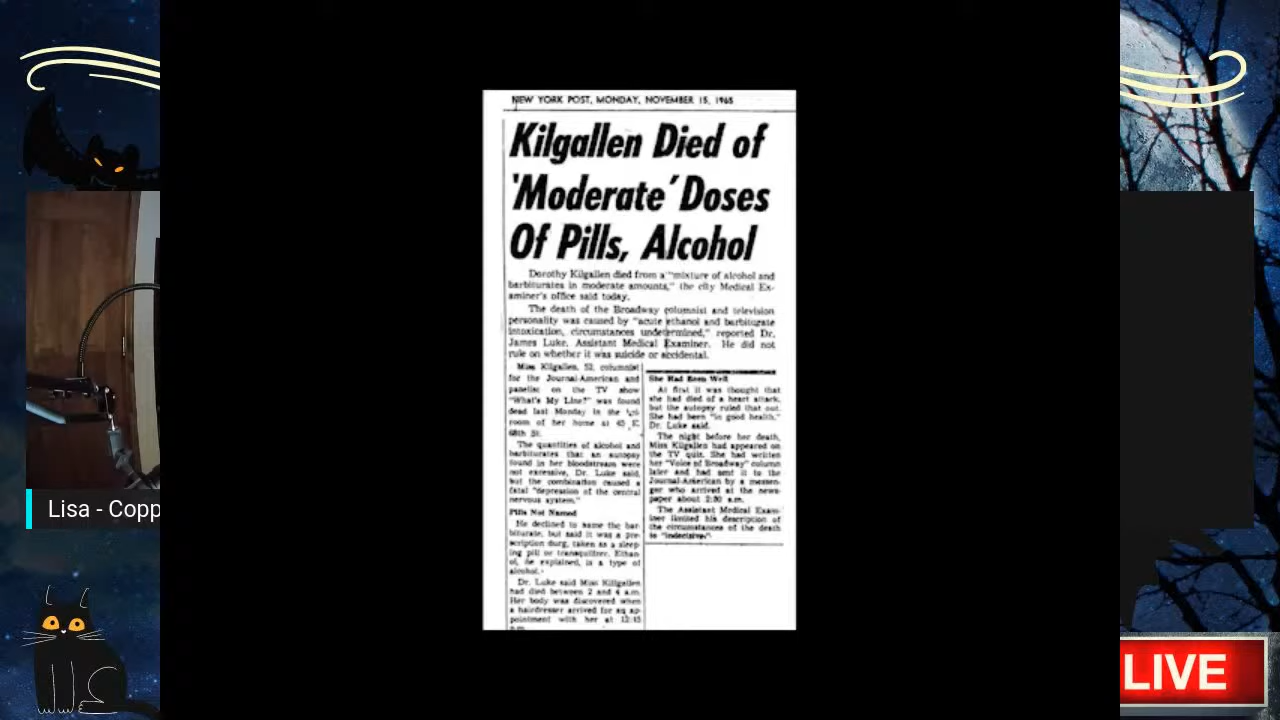 NEW YORK POST, MONDAY, NOVEMBER 15, 1965
Kilgallen Died of
'Moderate' Doses
Of Pills, Alcohol
Dorothy Kilgallen died from a "mixture of alcohol and
barbiturates in moderate amounts," the city Medical Ex-
aminer's office said today.
The death of the Broadway columnist and television
personality was caused by "acute ethanol and barbiturate
intoxication, circumstances undetermined," reported Dr.
James Luke, Assistant Medical Examiner. He did not
rule on whether it was suicide or accidental.
Miss Kilgallen, 52, columnist
for the Journal-American and
panelist on the TV show
"What's My Line?" was found
dead last Monday in the
room of her home at 45 E.
68th St.
The quantities of alcohol and
barbiturates that an autopsy
found in her bloodstream were
not excessive, Dr. Luke said,
but the combination caused a
fatal "depression of the central
nervous system."
Pills Not Named
He declined to name the bar-
biturate, but said it was a pre-
scription durg, taken as a sleep-
ing pill or tranquilizer. Ethan-
ol, he explained, is a type of
alcohol.
Dr. Luke said Miss Killgallen
had died between 2 and 4 a.m.
Her body was discovered when
a hairdresser arrived for an ap-
pointment with her at 12:45
She Had Been Well
At first it was thought that
she had died of a heart attack,
but the autopsy ruled that out.
She had been "in good health,"
Dr. Luke said.
The night before her death,
Miss Kilgallen had appeared on
the TV quiz. She had written
her "Voice of Broadway" column
later and had sent it to the
Journal-American by a messen-
ger who arrived at the news-
paper about 2:30 a.m.
The Assistant Medical Exam-
iner limited his description of
the circumstances of the death
to "indecisive."
Lisa - Copp
LIVE